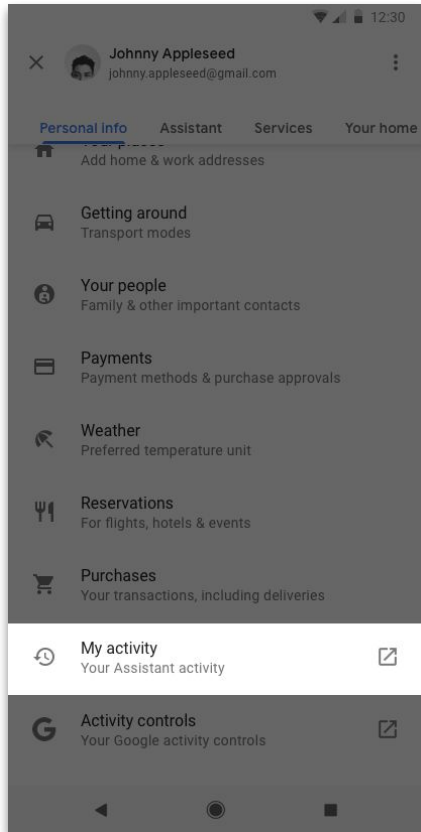 12:30
Johnny Appleseed
johnny.appleseed@gmail.com
Personal info Assistant Services Your home
Add home & work addresses
Getting around
Transport modes
Your people
Family & other important contacts
Payments
Payment methods & purchase approvals
Weather
Preferred temperature unit
Reservations
For flights, hotels & events
Purchases
Your transactions, including deliveries
My activity
Your Assistant activity
Activity controls
Your Google activity controls